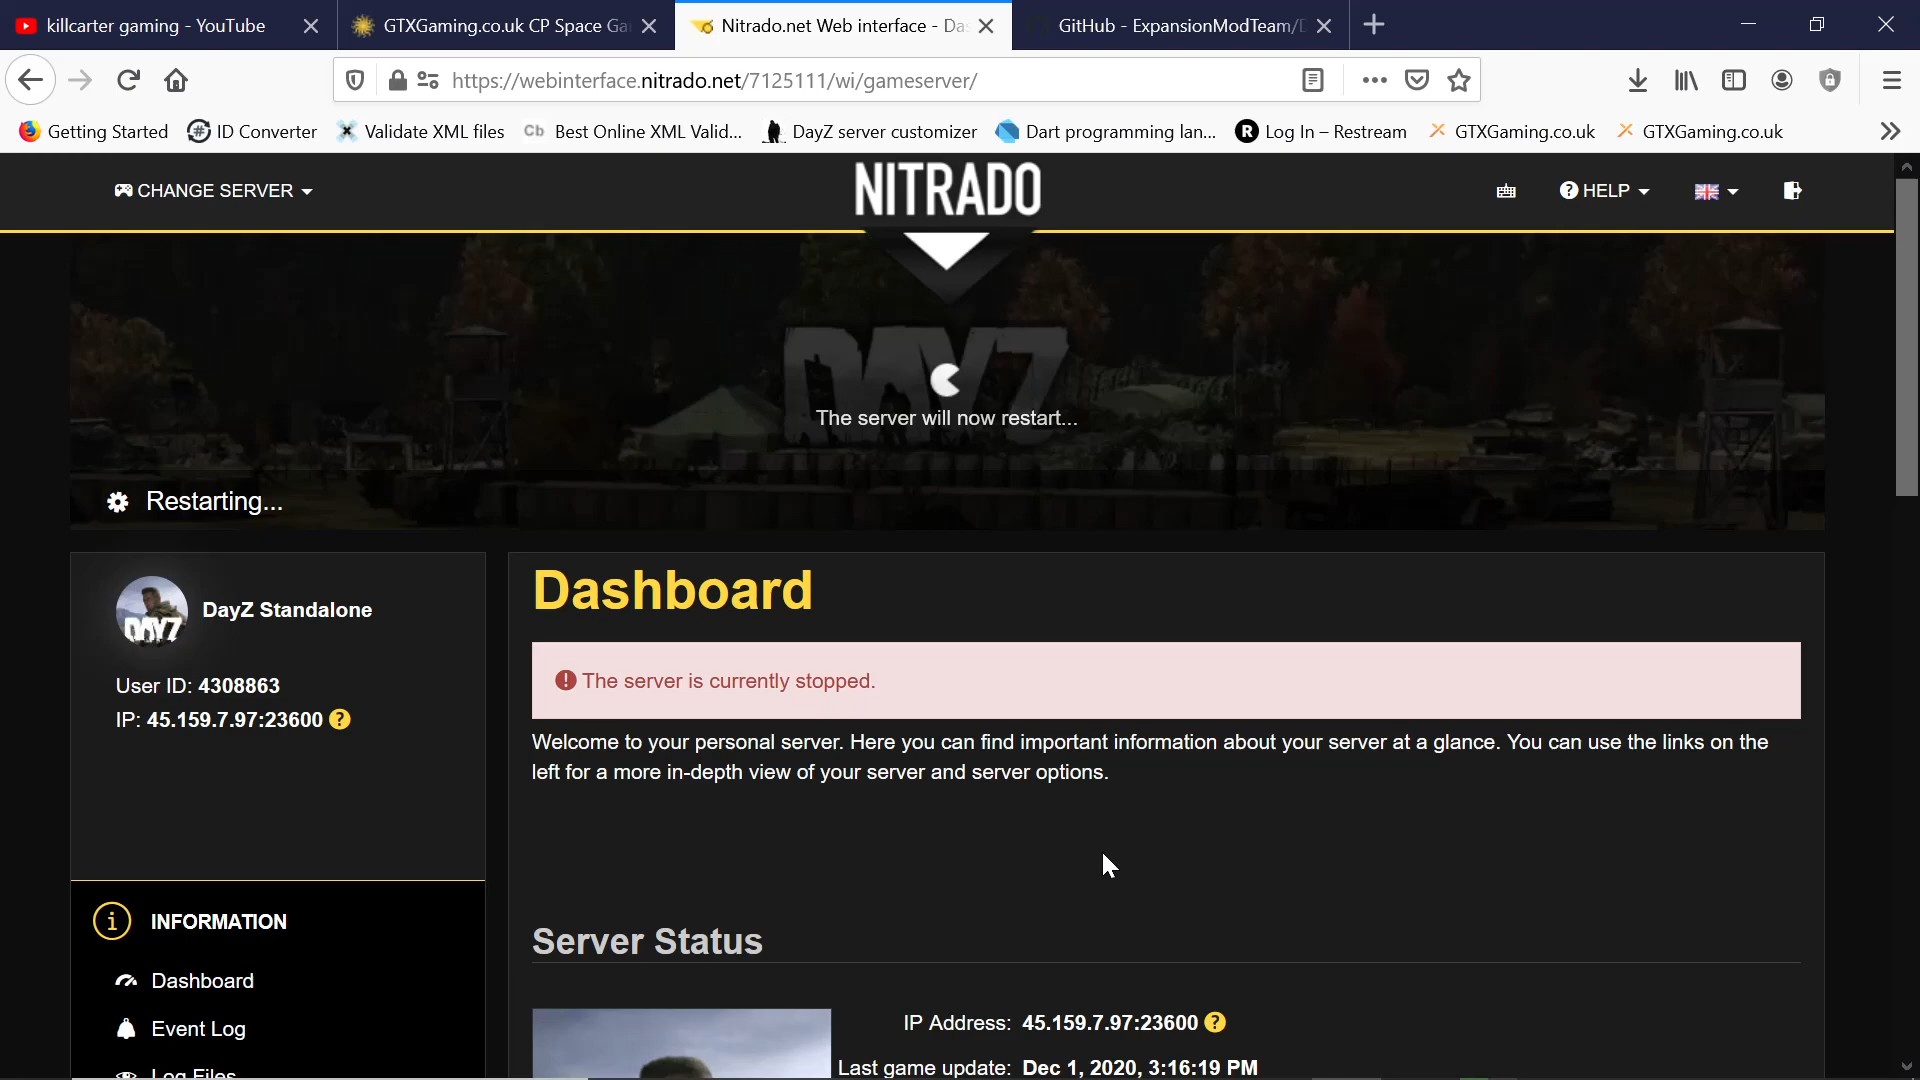 killcarter gaming - YouTube
GTXGaming.co.uk CP Space Ga
Nitrado.net Web interface - Das
GitHub - ExpansionModTeam/D
https://webinterface.nitrado.net/7125111/wi/gameserver/
Getting Started
ID Converter
Validate XML files
Cb Best Online XML Valid...
DayZ server customizer
Dart programming lan...
R Log In – Restream
GTXGaming.co.uk
GTXGaming.co.uk
CHANGE SERVER
NITRADO
HELP
DAYZ
The server will now restart...
Restarting...
DAYZ
DayZ Standalone
User ID: 4308863
IP: 45.159.7.97:23600 ?
INFORMATION
Dashboard
Event Log
Log Files
Dashboard
The server is currently stopped.
Welcome to your personal server. Here you can find important information about your server at a glance. You can use the links on the
left for a more in-depth view of your server and server options.
Server Status
IP Address: 45.159.7.97:23600 ?
Last game update: Dec 1, 2020, 3:16:19 PM